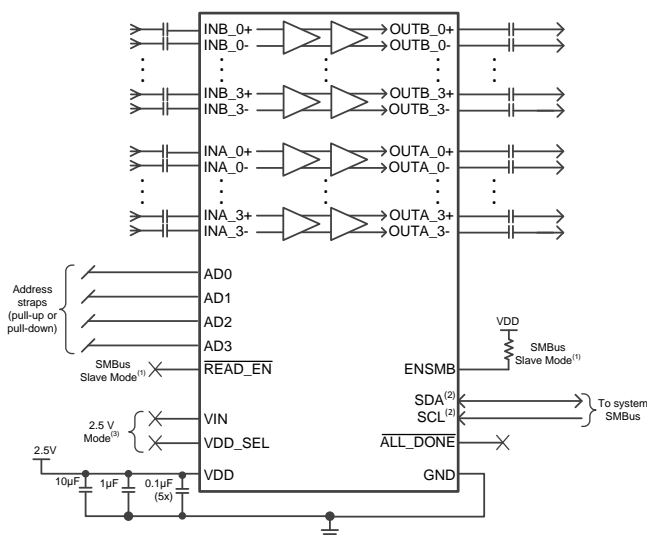 INB_0+ OUTB_0+
INB_0- OUTB_0-
INB_3+ OUTB_3+
INB_3- OUTB_3-
INA_0+ OUTA_0+
INA_0- OUTA_0-
INA_3+ OUTA_3+
INA_3- OUTA_3-
Address
straps
(pull-up or
pull-down)
AD0
AD1
AD2
AD3
SMBus
Slave Mode(1)
READ_EN
VDD
SMBus
Slave Mode(1)
ENSMB
SDA(2)
SCL(2)
To system
SMBus
2.5 V
Mode(3)
VIN
VDD_SEL
ALL_DONE
2.5V
VDD
GND
10µF
1µF
0.1µF
(5x)